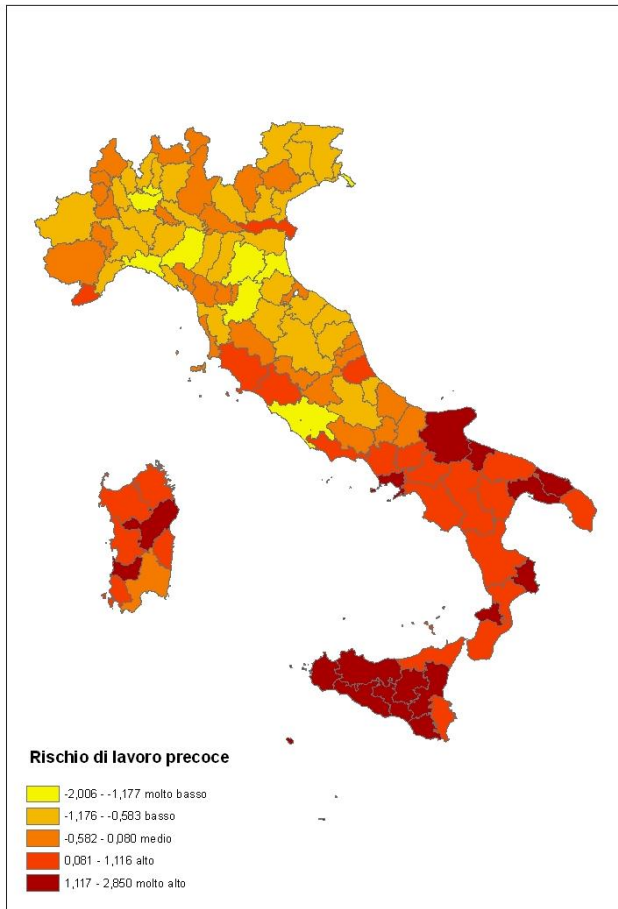 Rischio di lavoro precoce
-2,006 - -1,177 molto basso
-1,176 - -0,583 basso
-0,582 - 0,080 medio
0,081 - 1,116 alto
1,117 - 2,850 molto alto